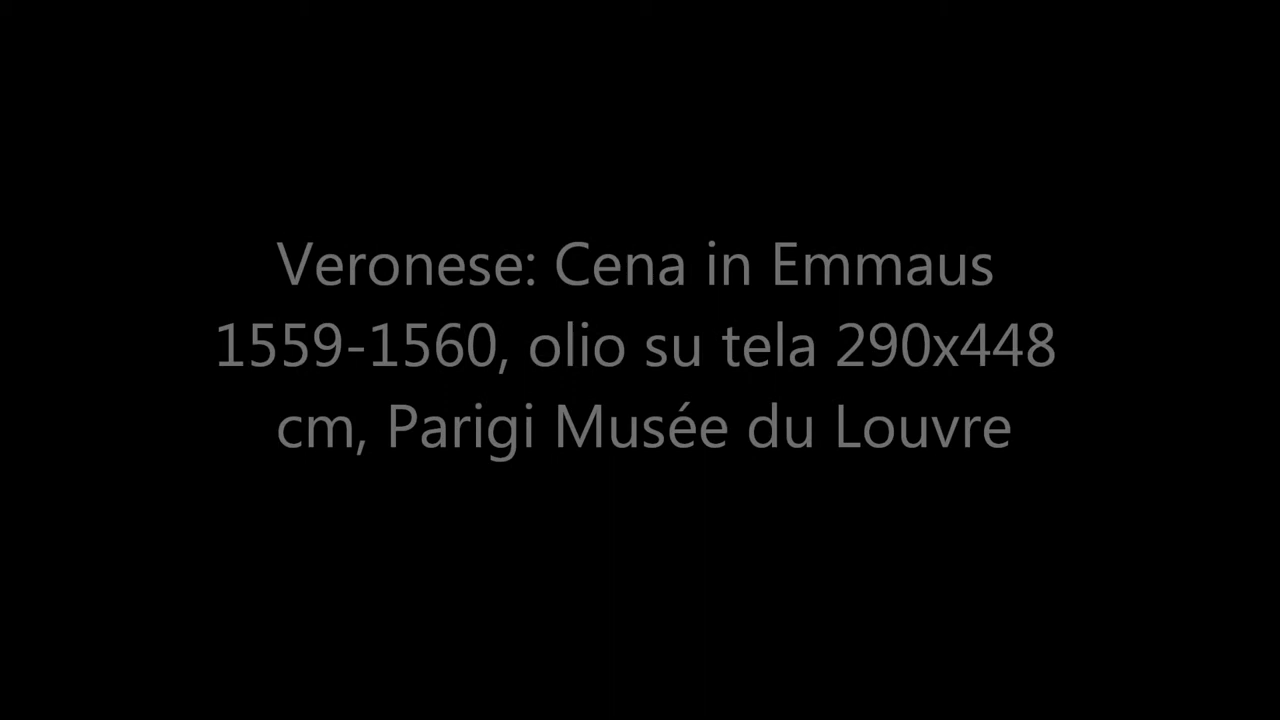 Veronese: Cena in Emmaus
1559-1560, olio su tela 290x448
cm, Parigi Musée du Louvre